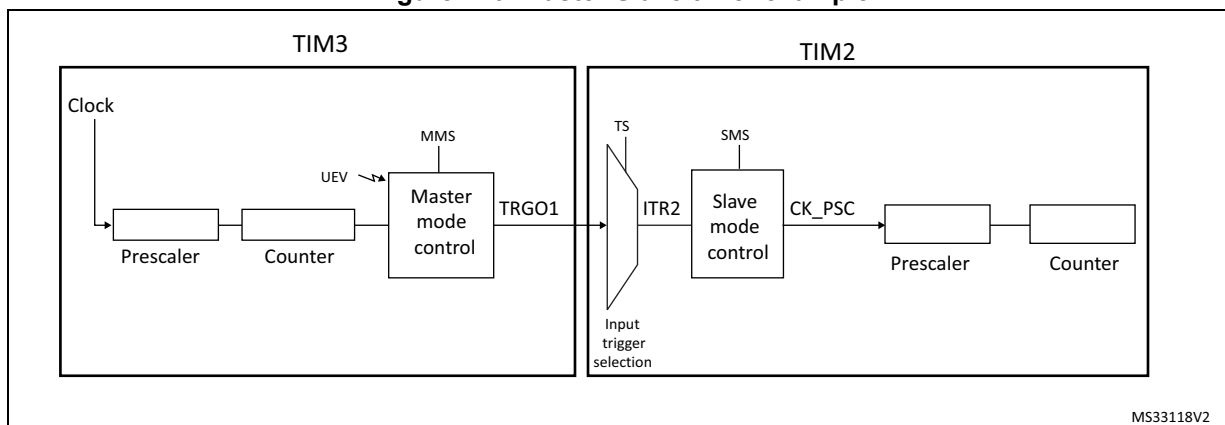 TIM3
TIM2
Clock
MMS
UEV
Master
mode
control
TRGO1
Prescaler
Counter
TS
SMS
ITR2
Slave
mode
control
CK_PSC
Prescaler
Counter
Input
trigger
selection
MS33118V2